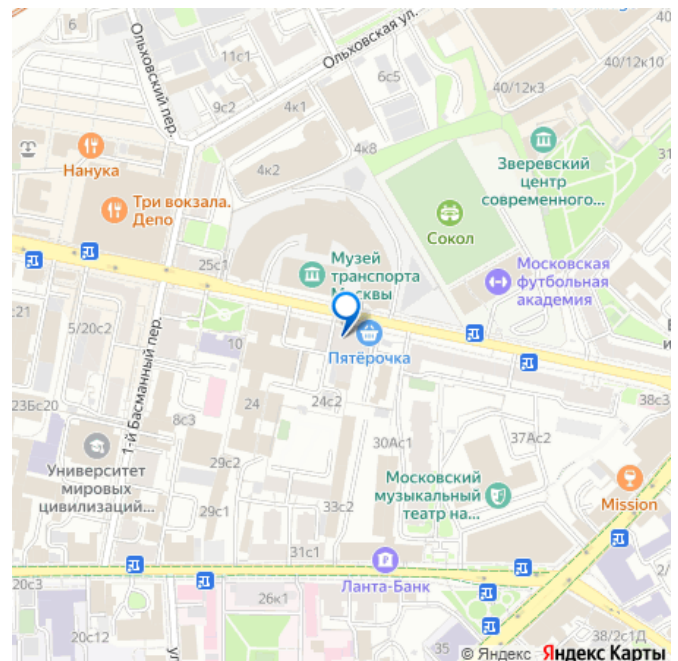 6
Ольховский пер.
11с1
Ольховская ул.
6с5
40/12к3
40/12к10
9с2
4к1
Нанука
4к2
4к8
31
Зверевский
центр
современного...
Три вокзала.
Депо
Сокол
25с1
Музей
транспорта
Москвы
Московская
футбольная
академия
с21
5/20с2
1-й Басманный пер.
10
Пятёрочка
23Бс20
8с3
24
24с2
38с3
29с2
30Ас1
37Ас2
Университет
мировых
цивилизаций...
Московский
музыкальный
театр на...
Mission
29с1
33с2
31с1
20с3
Ланта-Банк
26к1
2/
20с12
35
38/2с1Д
© Яндекс Яндекс Карты